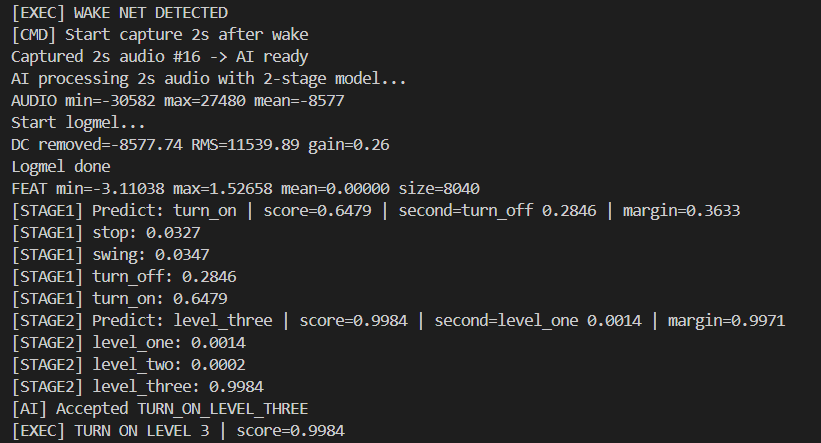 [EXEC] WAKE NET DETECTED
[CMD] Start capture 2s after wake
Captured 2s audio #16 -> AI ready
AI processing 2s audio with 2-stage model...
AUDIO min=-30582 max=27480 mean=-8577
Start logmel...
DC removed=-8577.74 RMS=11539.89 gain=0.26
Logmel done
FEAT min=-3.11038 max=1.52658 mean=0.00000 size=8040
[STAGE1] Predict: turn_on | score=0.6479 | second=turn_off 0.2846 | margin=0.3633
[STAGE1] stop: 0.0327
[STAGE1] swing: 0.0347
[STAGE1] turn_off: 0.2846
[STAGE1] turn_on: 0.6479
[STAGE2] Predict: level_three | score=0.9984 | second=level_one 0.0014 | margin=0.9971
[STAGE2] level_one: 0.0014
[STAGE2] level_two: 0.0002
[STAGE2] level_three: 0.9984
[AI] Accepted TURN_ON_LEVEL_THREE
[EXEC] TURN ON LEVEL 3 | score=0.9984